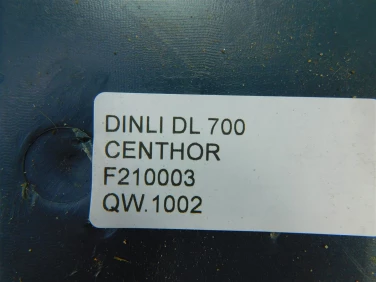 DINLI DL 700
CENTHOR
F210003
QW.1002